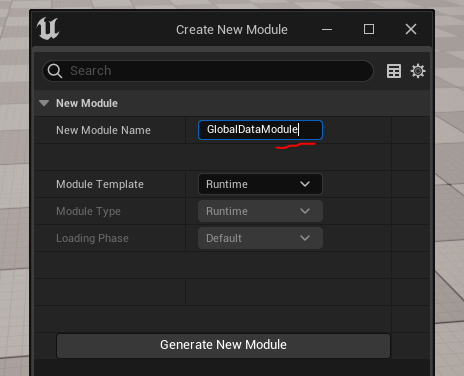 Create New Module
Search
New Module
New Module Name GlobalDataModule
Module Template Runtime
Module Type Runtime
Loading Phase Default
Generate New Module